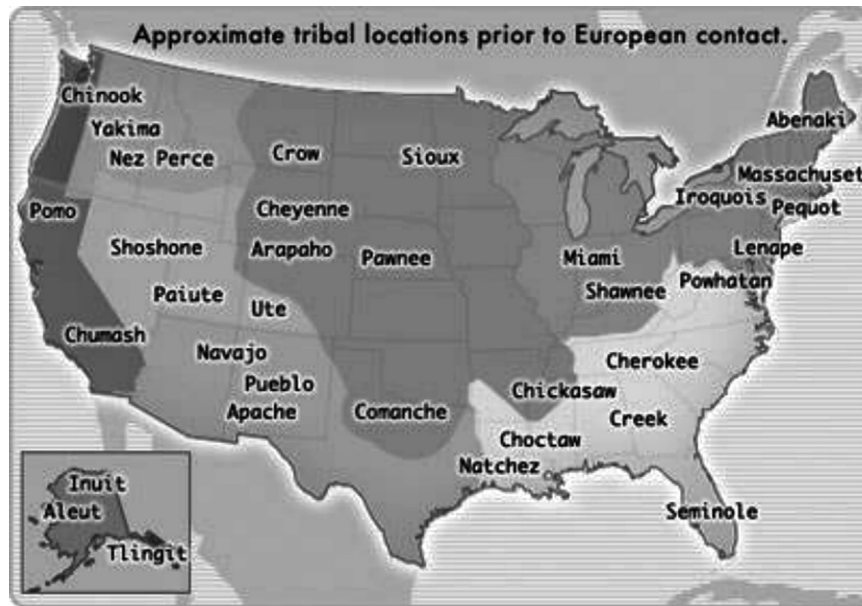 Approximate tribal locations prior to European contact.
Chinook
Yakima
Nez Perce
Crow
Sioux
Abenaki
Massachuset
Iroquois
Pequot
Pomo
Cheyenne
Shoshone
Arapaho
Pawnee
Miami
Lenape
Paiute
Ute
Shawnee
Powhatan
Chumash
Navajo
Cherokee
Pueblo
Chickasaw
Apache
Comanche
Creek
Choctaw
Natchez
Inuit
Aleut
Seminole
Tlingit